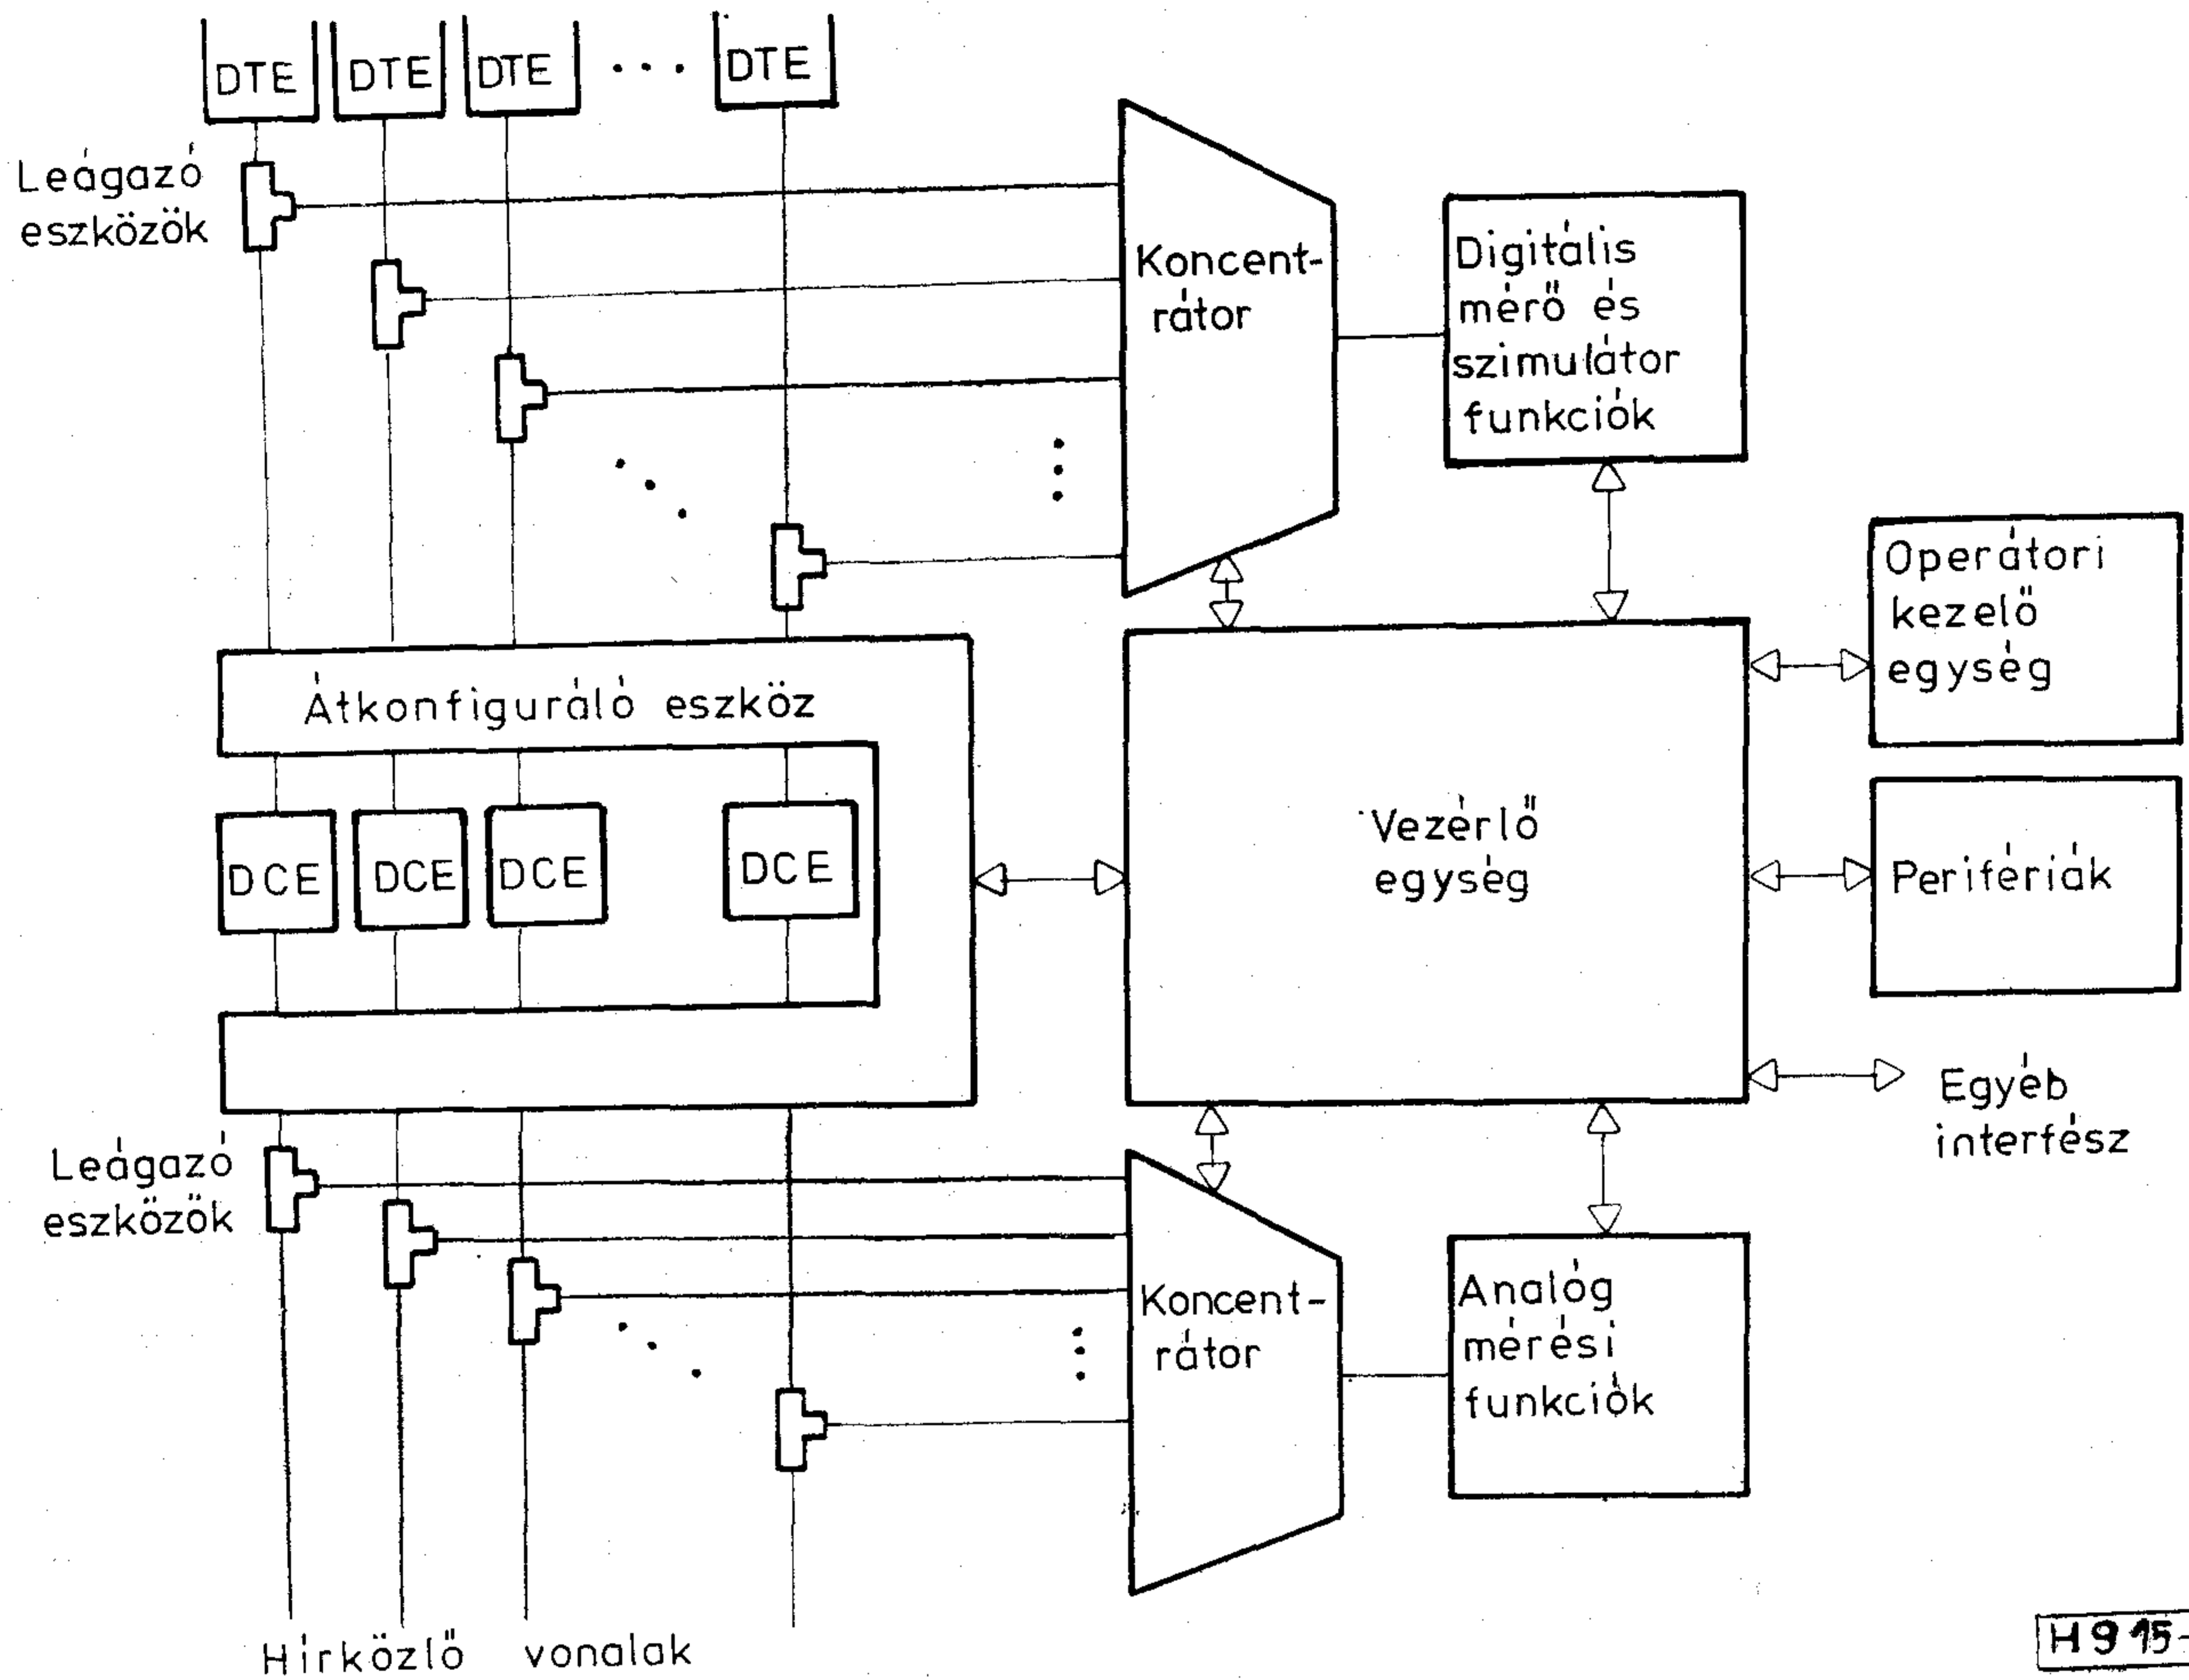 DTE DTE DTE ... DTE
Leágazó
eszközök
Koncent-
rátor
Digitális
mérő és
szimulátor
funkciók
Operátori
kezelő
egység
Átkonfiguráló eszköz
DCE DCE DCE DCE
Vezérlő
egység
Perifériák
Egyéb
interfész
Leágazó
eszközök
Koncent-
rátor
Analóg
mérési
funkciók
Hírközlő vonalak
H915-